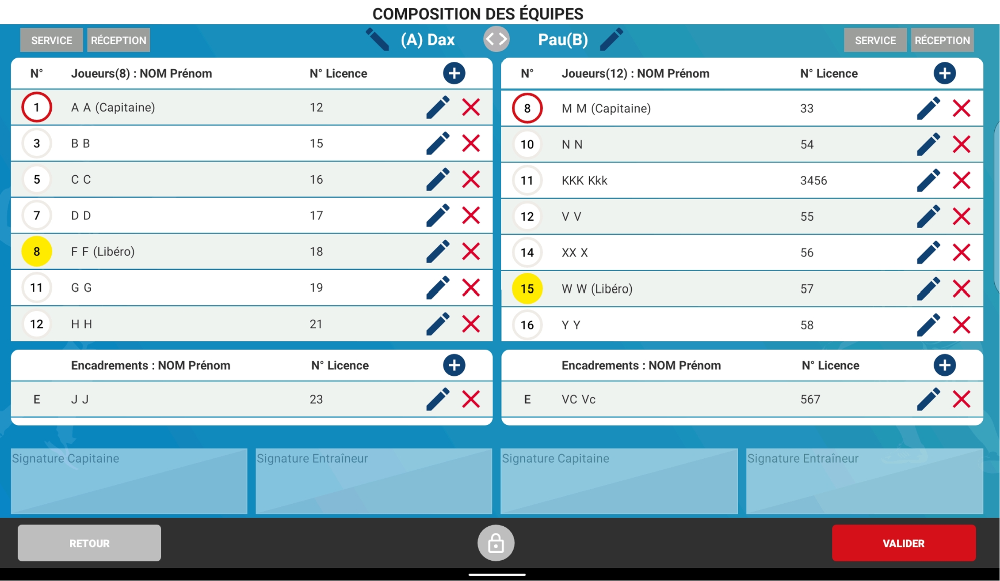 COMPOSITION DES ÉQUIPES
SERVICE RÉCEPTION (A) Dax <> Pau(B) SERVICE RÉCEPTION
N° Joueurs(8) : NOM Prénom N° Licence
1 A A (Capitaine) 12
3 B B 15
5 C C 16
7 D D 17
8 F F (Libéro) 18
11 G G 19
12 H H 21
N° Joueurs(12) : NOM Prénom N° Licence
8 M M (Capitaine) 33
10 N N 54
11 KKK Kkk 3456
12 V V 55
14 XX X 56
15 W W (Libéro) 57
16 Y Y 58
Encadrements : NOM Prénom N° Licence
E J J 23
Encadrements : NOM Prénom N° Licence
E VC Vc 567
Signature Capitaine
Signature Entraîneur
Signature Capitaine
Signature Entraîneur
RETOUR
VALIDER